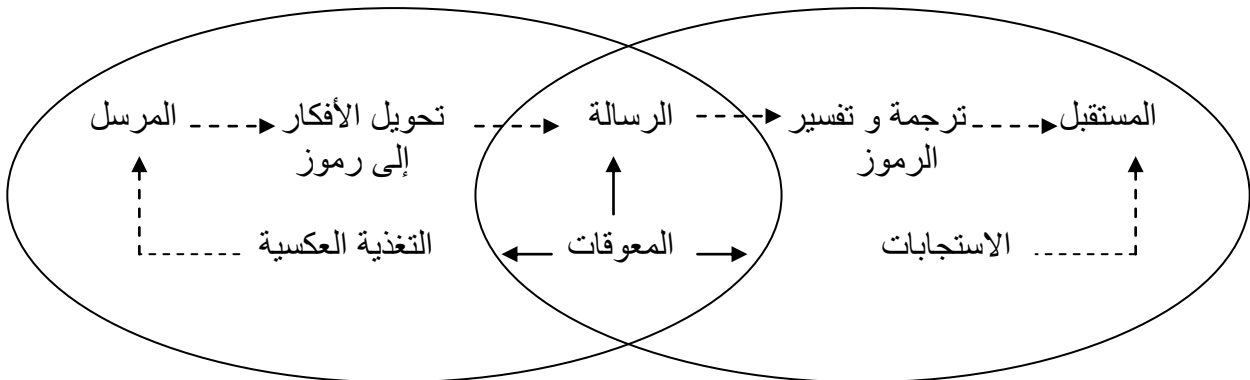 المرسل
تحويل الأفكار
إلى رموز
الرسالة
ترجمة و تفسير
الرموز
المستقبل
التغذية العكسية
المعوقات
الاستجابات